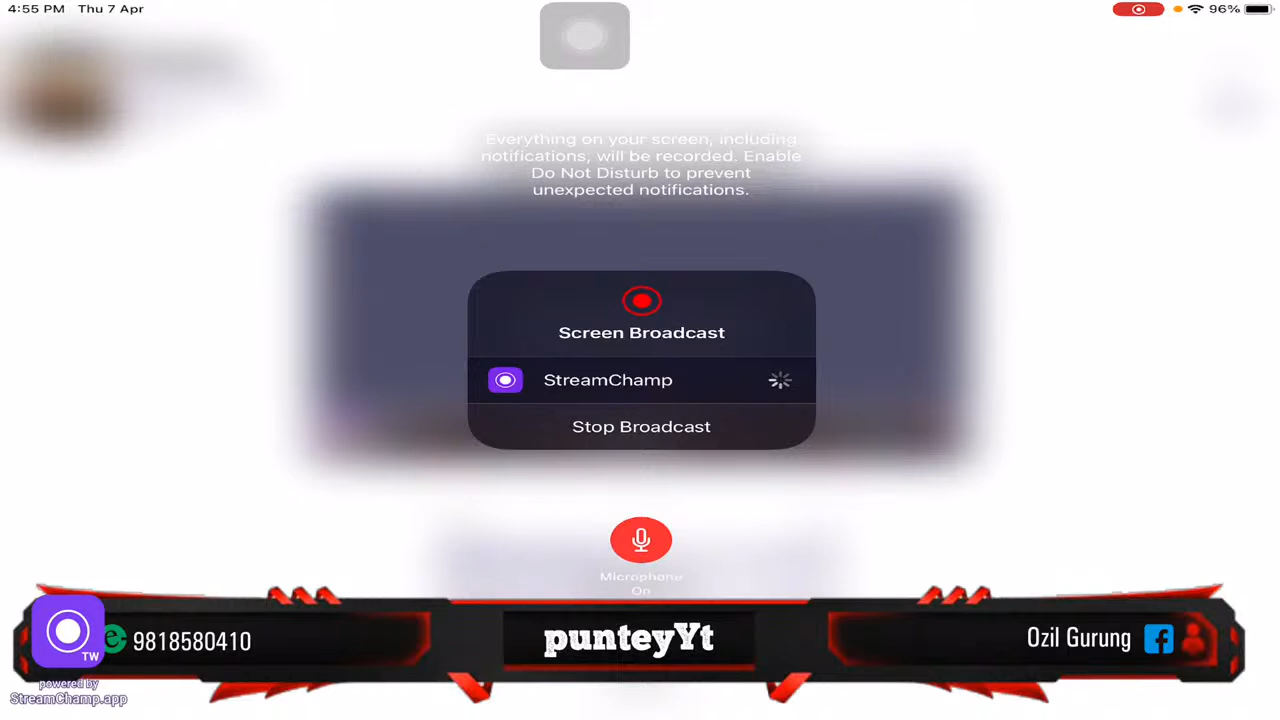 4:55 PM Thu 7 Apr
96%
Everything on your screen, including
notifications, will be recorded. Enable
Do Not Disturb to prevent
unexpected notifications.
Screen Broadcast
StreamChamp
Stop Broadcast
Microphone
On
e 9818580410
punteyYt
Ozil Gurung f
TW
powered by
StreamChamp.app